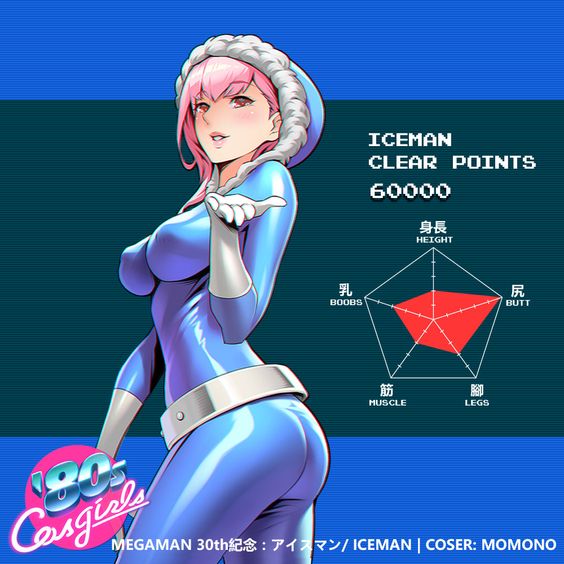 ICEMAN
CLEAR POINTS
60000
身長
HEIGHT
乳
BOOBS
尻
BUTT
筋
MUSCLE
腳
LEGS
'80s
Cosgirls
MEGAMAN 30th紀念：アイスマン/ ICEMAN | COSER: MOMONO